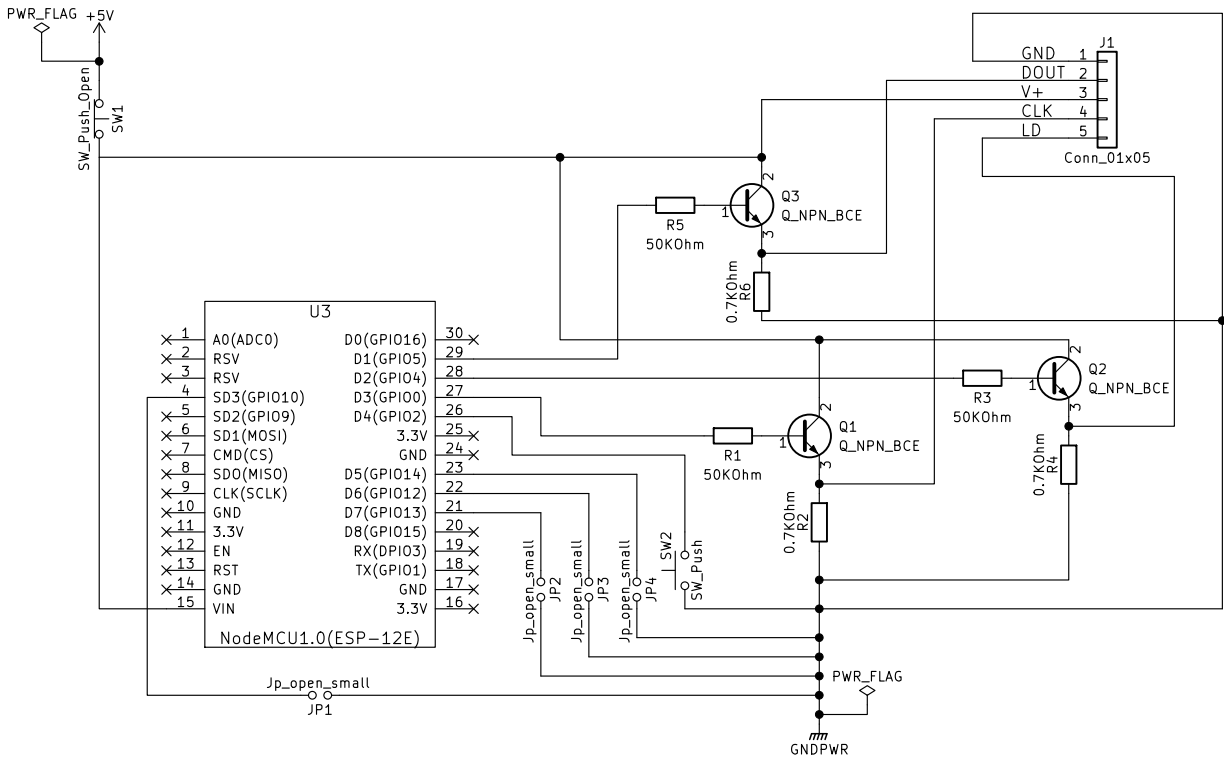 PWR_FLAG +5V
SW_Push_Open
SW1
J1
GND 1
DOUT 2
V+ 3
CLK 4
LD 5
Conn_01x05
2
Q3
1
Q_NPN_BCE
3
R5
50KOhm
0.7KOhm
R6
U3
1 A0(ADC0) D0(GPIO16) 30
2 RSV D1(GPIO5) 29
3 RSV D2(GPIO4) 28
4 SD3(GPIO10) D3(GPIO0) 27
5 SD2(GPIO9) D4(GPIO2) 26
6 SD1(MOSI) 3.3V 25
7 CMD(CS) GND 24
8 SD0(MISO) D5(GPIO14) 23
9 CLK(SCLK) D6(GPIO12) 22
10 GND D7(GPIO13) 21
11 3.3V D8(GPIO15) 20
12 EN RX(DPIO3) 19
13 RST TX(GPIO1) 18
14 GND GND 17
15 VIN 3.3V 16
NodeMCU1.0(ESP-12E)
2
Q2
1
Q_NPN_BCE
3
R3
50KOhm
0.7KOhm
R4
2
Q1
1
Q_NPN_BCE
3
R1
50KOhm
0.7KOhm
R2
SW2
SW_Push
Jp_open_small
JP2
Jp_open_small
JP3
Jp_open_small
JP4
Jp_open_small
JP1
PWR_FLAG
GNDPWR